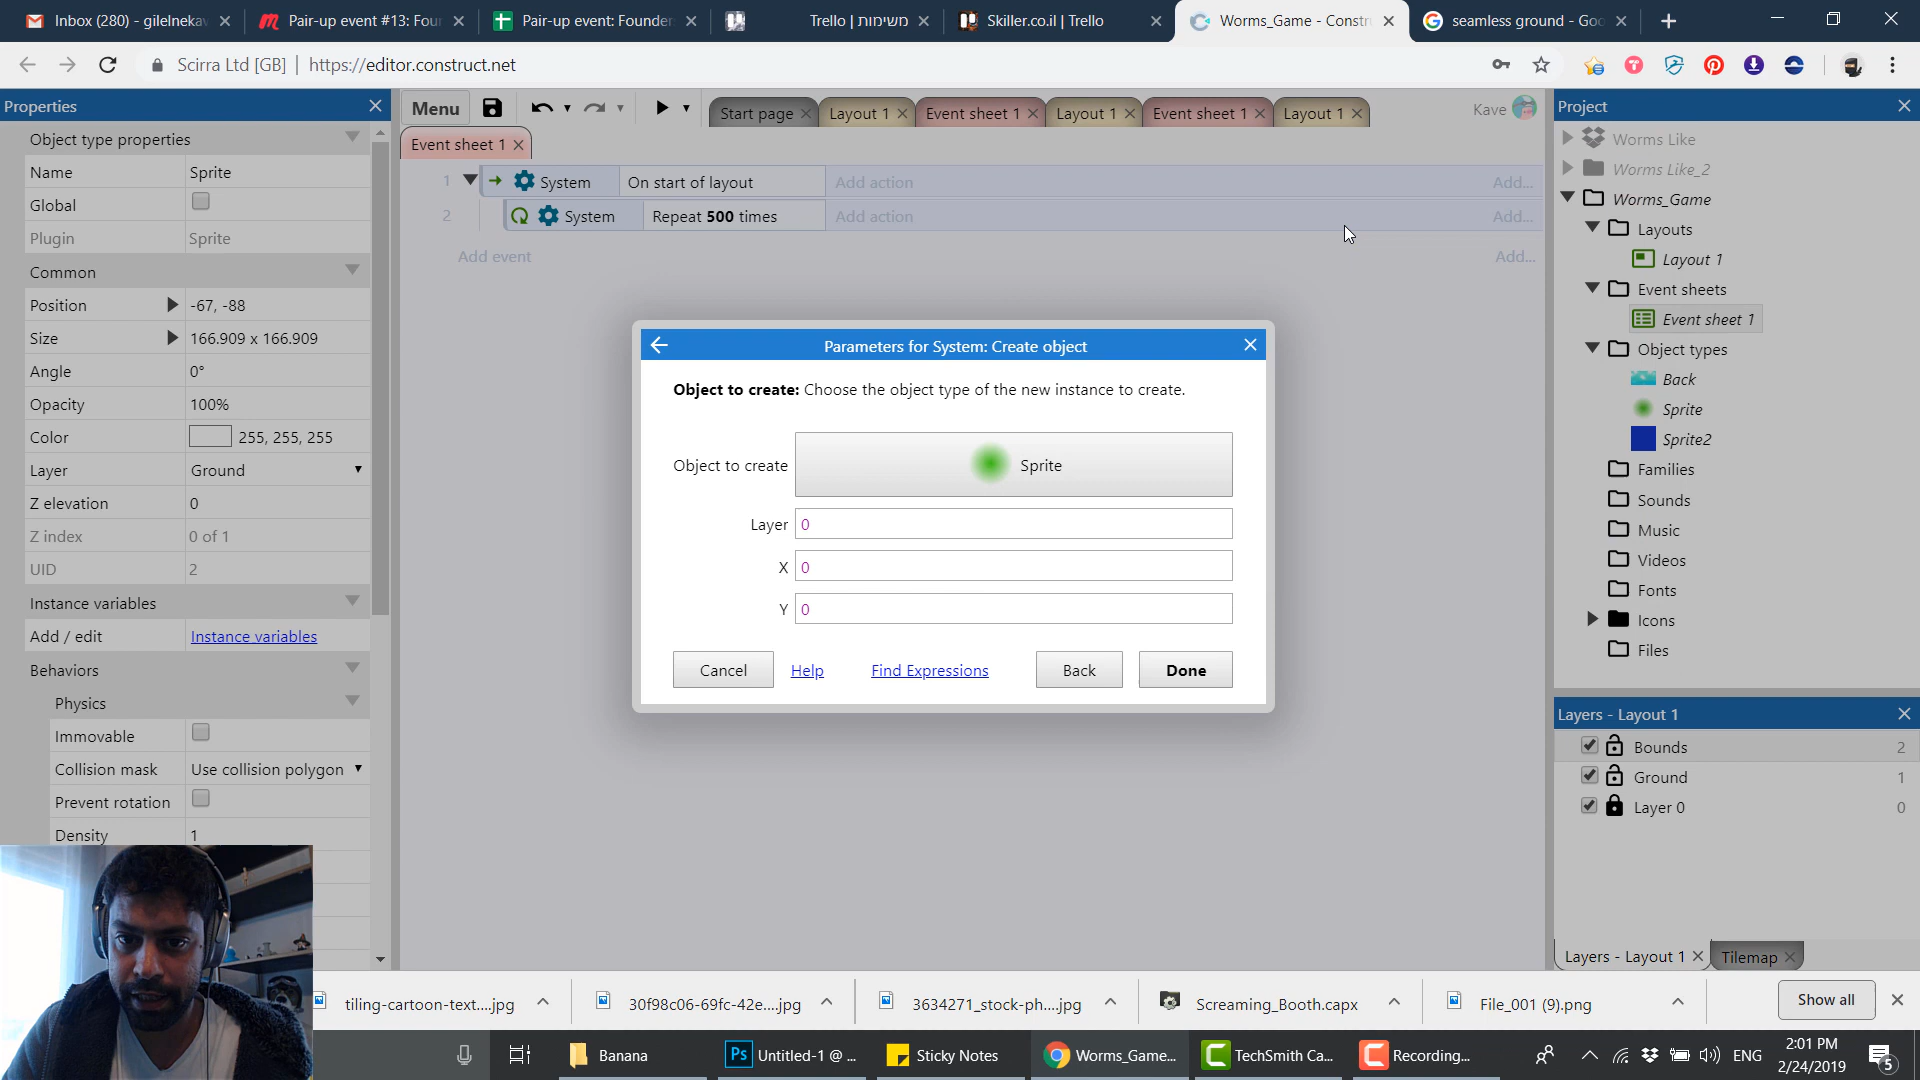 Inbox (280) - gilelneka
Pair-up event #13: Fou
Pair-up event: Founder
משימות | Trello
Skiller.co.il | Trello
Worms_Game - Constr
seamless ground - Goo
Scirra Ltd [GB] | https://editor.construct.net
Properties
Menu
Start page
Layout 1
Event sheet 1
Layout 1
Event sheet 1
Layout 1
Kave
Project
Event sheet 1
Object type properties
Name Sprite
Global
Plugin Sprite
Common
Position -67, -88
Size 166.909 x 166.909
Angle 0°
Opacity 100%
Color 255, 255, 255
Layer Ground
Z elevation 0
Z index 0 of 1
UID 2
Instance variables
Add / edit Instance variables
Behaviors
Physics
Immovable
Collision mask Use collision polygon
Prevent rotation
Density 1
1 System On start of layout Add action Add...
2 System Repeat 500 times Add action Add...
Add event Add...
Parameters for System: Create object
Object to create: Choose the object type of the new instance to create.
Object to create Sprite
Layer 0
X 0
Y 0
Cancel Help Find Expressions Back Done
Worms Like
Worms Like_2
Worms_Game
Layouts
Layout 1
Event sheets
Event sheet 1
Object types
Back
Sprite
Sprite2
Families
Sounds
Music
Videos
Fonts
Icons
Files
Layers - Layout 1
Bounds 2
Ground 1
Layer 0 0
Layers - Layout 1 Tilemap
tiling-cartoon-text....jpg
30f98c06-69fc-42e...jpg
3634271_stock-ph....jpg
Screaming_Booth.capx
File_001 (9).png
Show all
Banana
Ps Untitled-1 @ ...
Sticky Notes
Worms_Game...
TechSmith Ca...
Recording...
ENG
2:01 PM
2/24/2019
5